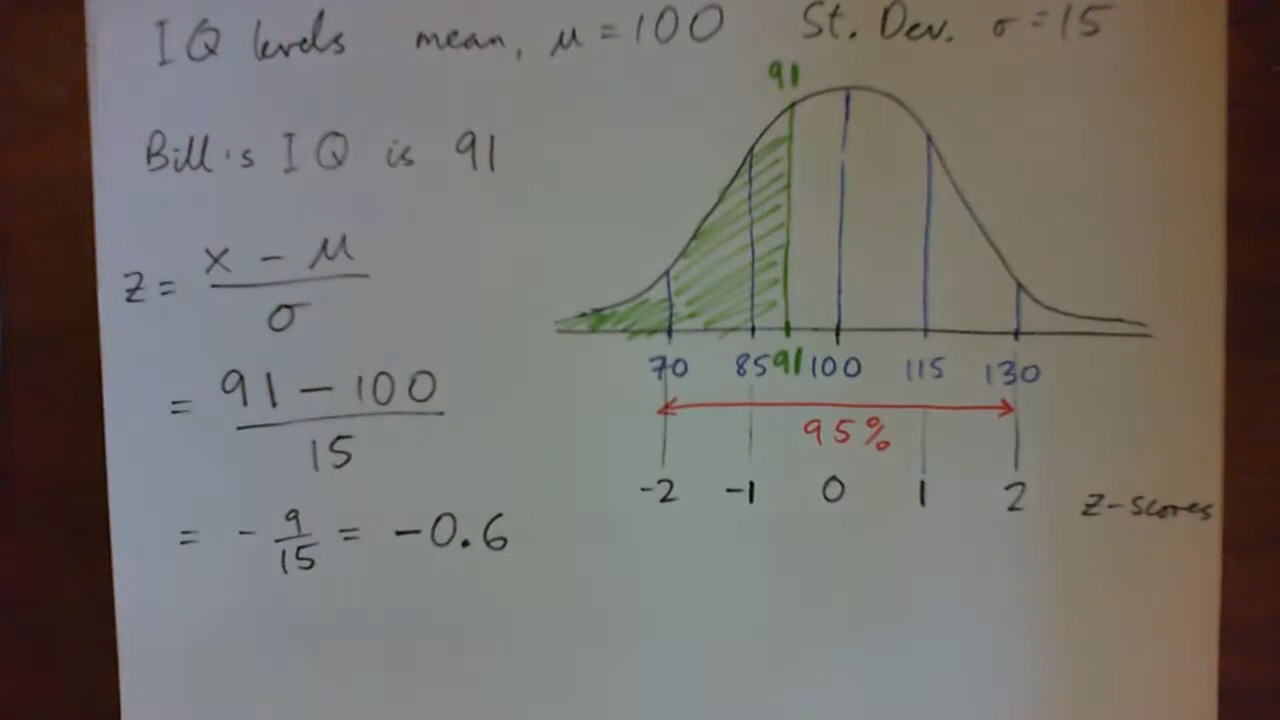 IQ levels mean, μ = 100 St. Dev. σ = 15
91
Bill's IQ is 91
z = x - μ / σ
= 91 - 100 / 15
= - 9/15 = -0.6
70 85 91 100 115 130
95%
-2 -1 0 1 2 z-scores